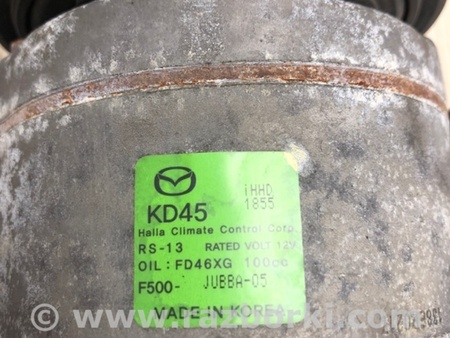 iHHD
KD45 1855
Halla Climate Control Corp.
RS-13 RATED VOLT 12V
OIL: FD46XG 100cc
F500- JUBBA-05
MADE IN KOREA
www.razborki.com